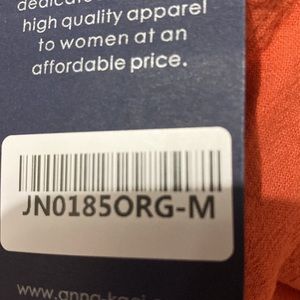 high quality apparel
to women at an
affordable price.
JN0185ORG-M